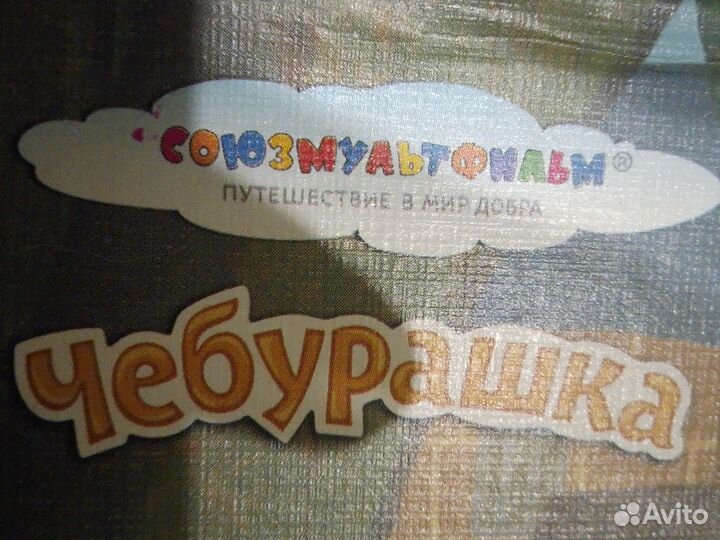 СОЮЗМУЛЬТФИЛЬМ®
ПУТЕШЕСТВИЕ В МИР ДОБРА
Чебурашка
Avito